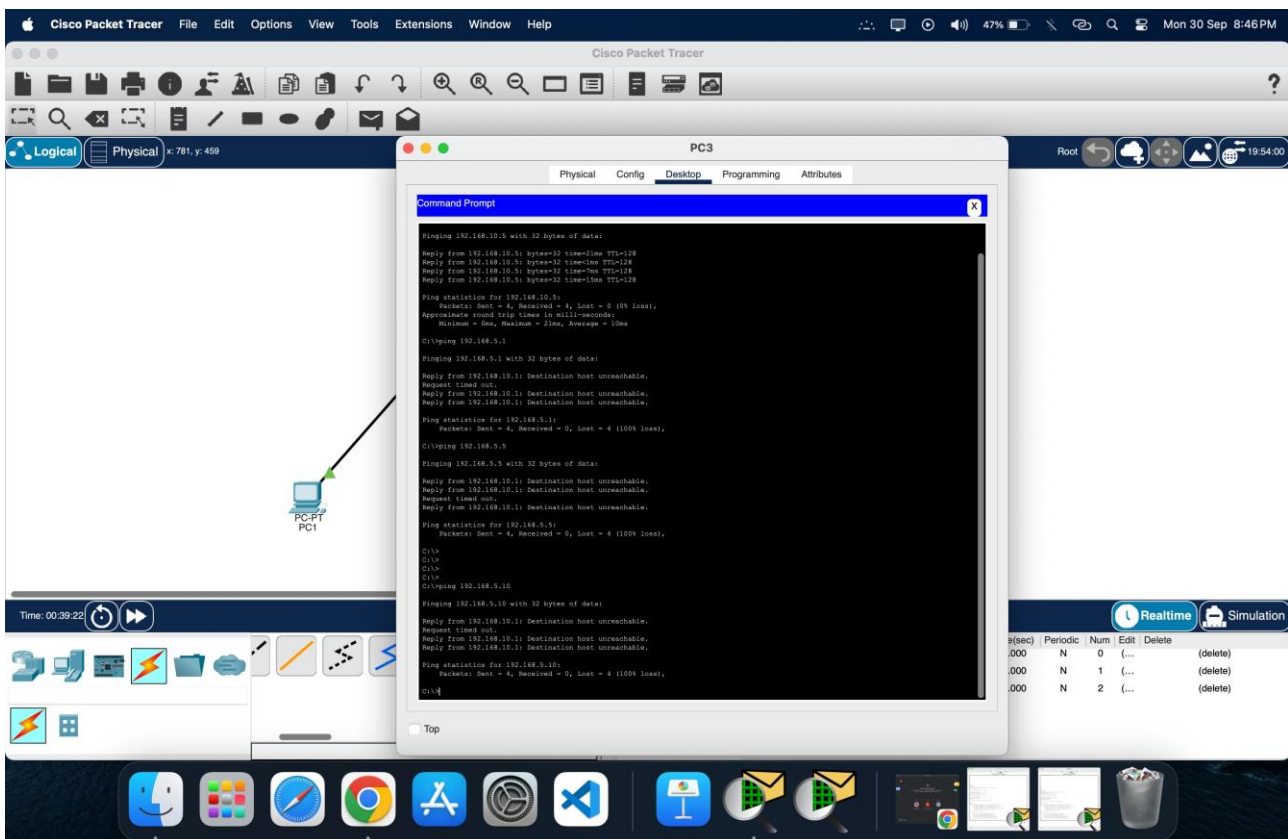 Cisco Packet Tracer File Edit Options View Tools Extensions Window Help 47% Mon 30 Sep 8:46 PM
Cisco Packet Tracer
Logical Physical x: 781, y: 459 Root 19:54:00
PC3
Physical Config Desktop Programming Attributes
Command Prompt X
Pinging 192.168.10.5 with 32 bytes of data:
Reply from 192.168.10.5: bytes=32 time=21ms TTL=128
Reply from 192.168.10.5: bytes=32 time<1ms TTL=128
Reply from 192.168.10.5: bytes=32 time=7ms TTL=128
Reply from 192.168.10.5: bytes=32 time=15ms TTL=128
Ping statistics for 192.168.10.5:
Packets: Sent = 4, Received = 4, Lost = 0 (0% loss),
Approximate round trip times in milli-seconds:
Minimum = 0ms, Maximum = 21ms, Average = 10ms
C:\>ping 192.168.5.1
Pinging 192.168.5.1 with 32 bytes of data:
Reply from 192.168.10.1: Destination host unreachable.
Request timed out.
Reply from 192.168.10.1: Destination host unreachable.
Reply from 192.168.10.1: Destination host unreachable.
Ping statistics for 192.168.5.1:
Packets: Sent = 4, Received = 0, Lost = 4 (100% loss),
C:\>ping 192.168.5.5
Pinging 192.168.5.5 with 32 bytes of data:
Reply from 192.168.10.1: Destination host unreachable.
Reply from 192.168.10.1: Destination host unreachable.
Request timed out.
Reply from 192.168.10.1: Destination host unreachable.
Ping statistics for 192.168.5.5:
Packets: Sent = 4, Received = 0, Lost = 4 (100% loss),
C:\>
C:\>
C:\>
C:\>
C:\>ping 192.168.5.10
Pinging 192.168.5.10 with 32 bytes of data:
Reply from 192.168.10.1: Destination host unreachable.
Request timed out.
Reply from 192.168.10.1: Destination host unreachable.
Reply from 192.168.10.1: Destination host unreachable.
Ping statistics for 192.168.5.10:
Packets: Sent = 4, Received = 0, Lost = 4 (100% loss),
C:\>
Top
PC-PT
PC1
Time: 00:39:22 Realtime Simulation
e(sec) Periodic Num Edit Delete
.000 N 0 (... (delete)
.000 N 1 (... (delete)
.000 N 2 (... (delete)